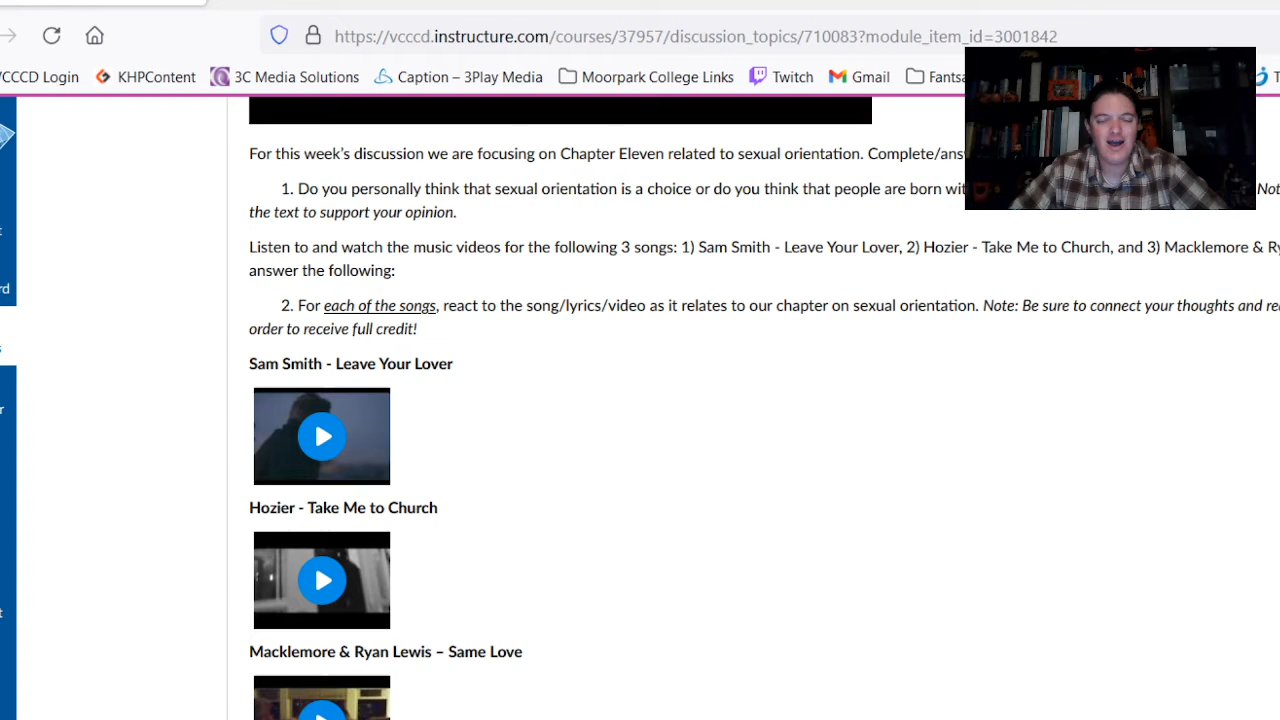 https://vcccd.instructure.com/courses/37957/discussion_topics/710083?module_item_id=3001842
VCCCD Login KHPContent 3C Media Solutions Caption – 3Play Media Moorpark College Links Twitch Gmail Fantsa T
For this week's discussion we are focusing on Chapter Eleven related to sexual orientation. Complete/ans
1. Do you personally think that sexual orientation is a choice or do you think that people are born wit
the text to support your opinion.
Listen to and watch the music videos for the following 3 songs: 1) Sam Smith - Leave Your Lover, 2) Hozier - Take Me to Church, and 3) Macklemore & Ry
answer the following:
2. For each of the songs, react to the song/lyrics/video as it relates to our chapter on sexual orientation. Note: Be sure to connect your thoughts and rea
order to receive full credit!
Sam Smith - Leave Your Lover
Hozier - Take Me to Church
Macklemore & Ryan Lewis – Same Love